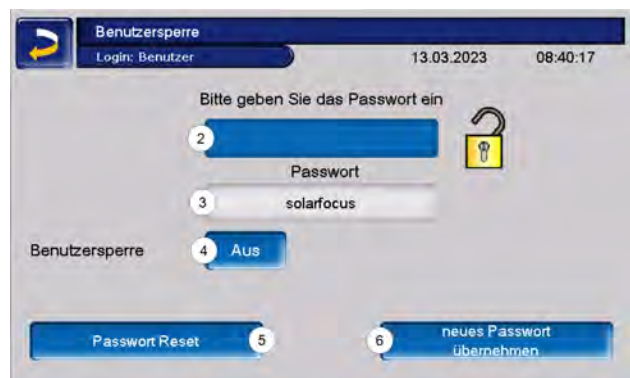 Benutzersperre
Login: Benutzer 13.03.2023 08:40:17
Bitte geben Sie das Passwort ein
2
Passwort
3 solarfocus
Benutzersperre 4 Aus
Passwort Reset 5
6 neues Passwort
übernehmen